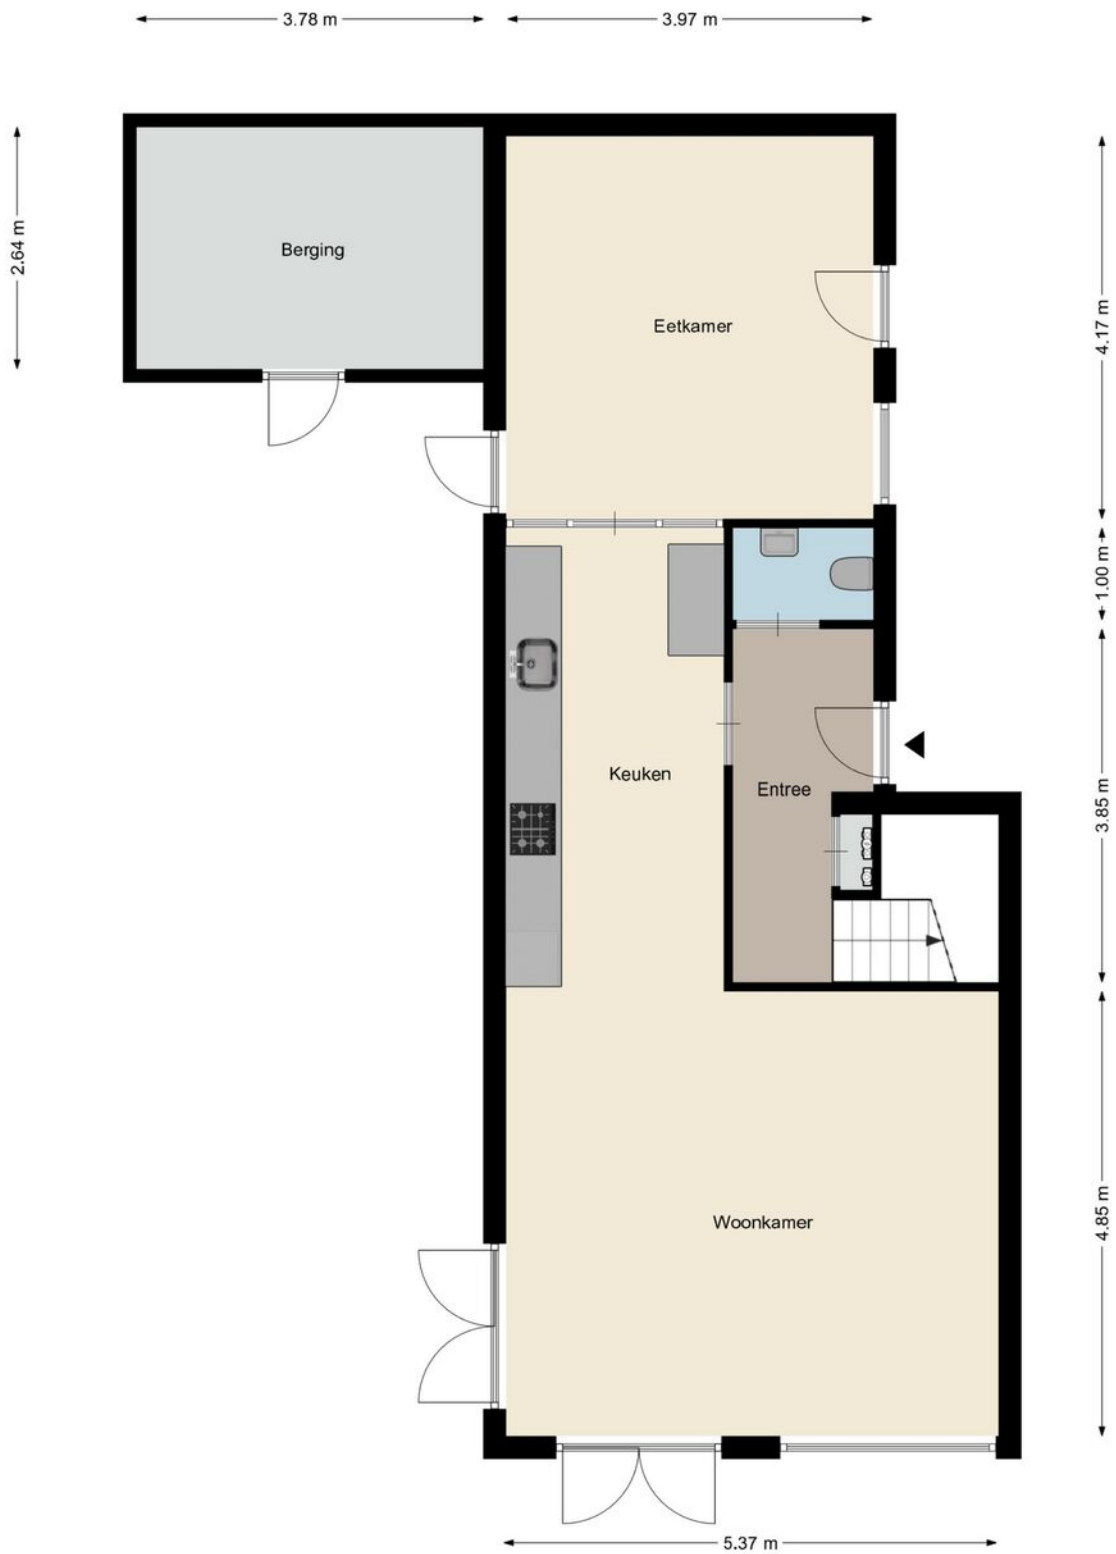 3.78 m
3.97 m
2.64 m
Berging
Eetkamer
4.17 m
1.00 m
Keuken
Entree
3.85 m
Woonkamer
4.85 m
5.37 m